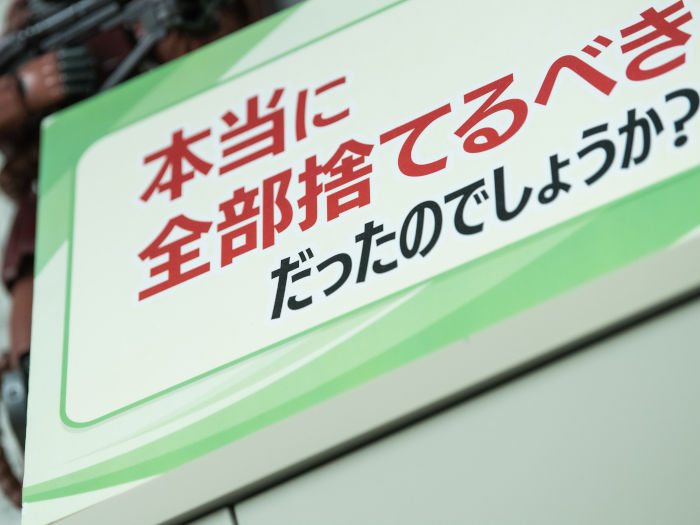 本当に
全部捨てるべき
だったのでしょうか?